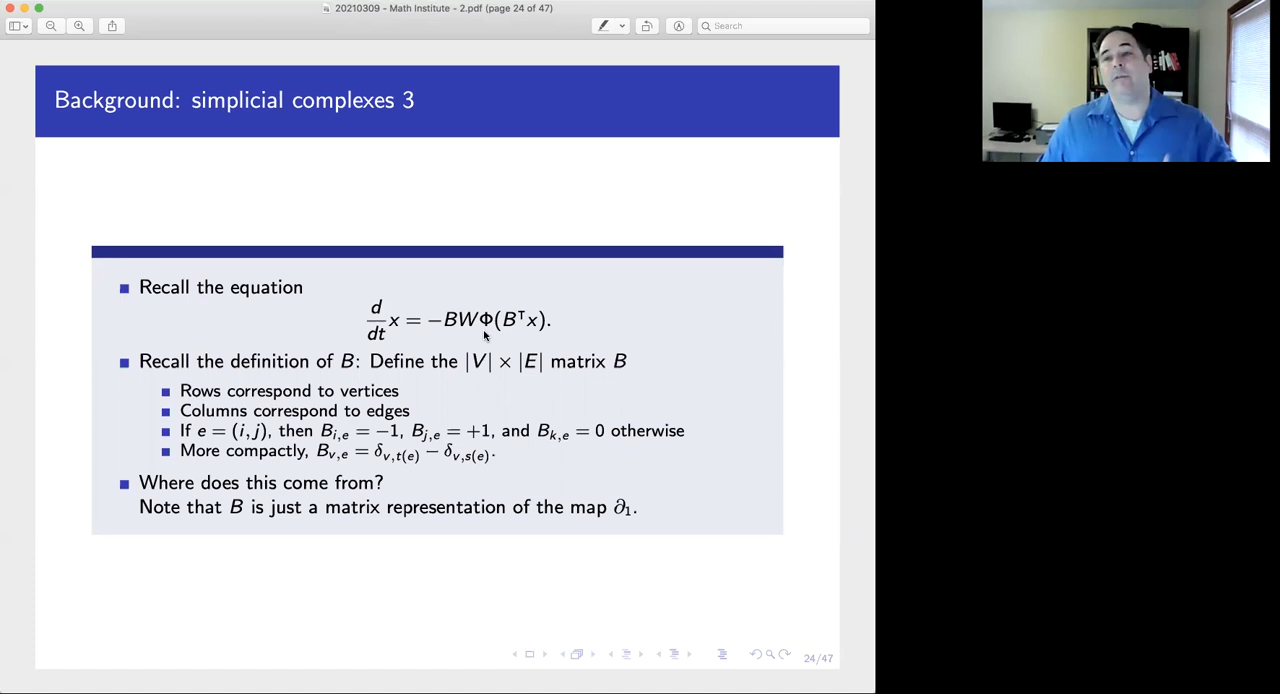 20210309 - Math Institute - 2.pdf (page 24 of 47)
Search
Background: simplicial complexes 3
Recall the equation
d/dt x = −BWΦ(Bᵀx).
Recall the definition of B: Define the |V| × |E| matrix B
Rows correspond to vertices
Columns correspond to edges
If e = (i, j), then B_{i,e} = −1, B_{j,e} = +1, and B_{k,e} = 0 otherwise
More compactly, B_{v,e} = δ_{v,t(e)} − δ_{v,s(e)}.
Where does this come from?
Note that B is just a matrix representation of the map ∂₁.
24/47